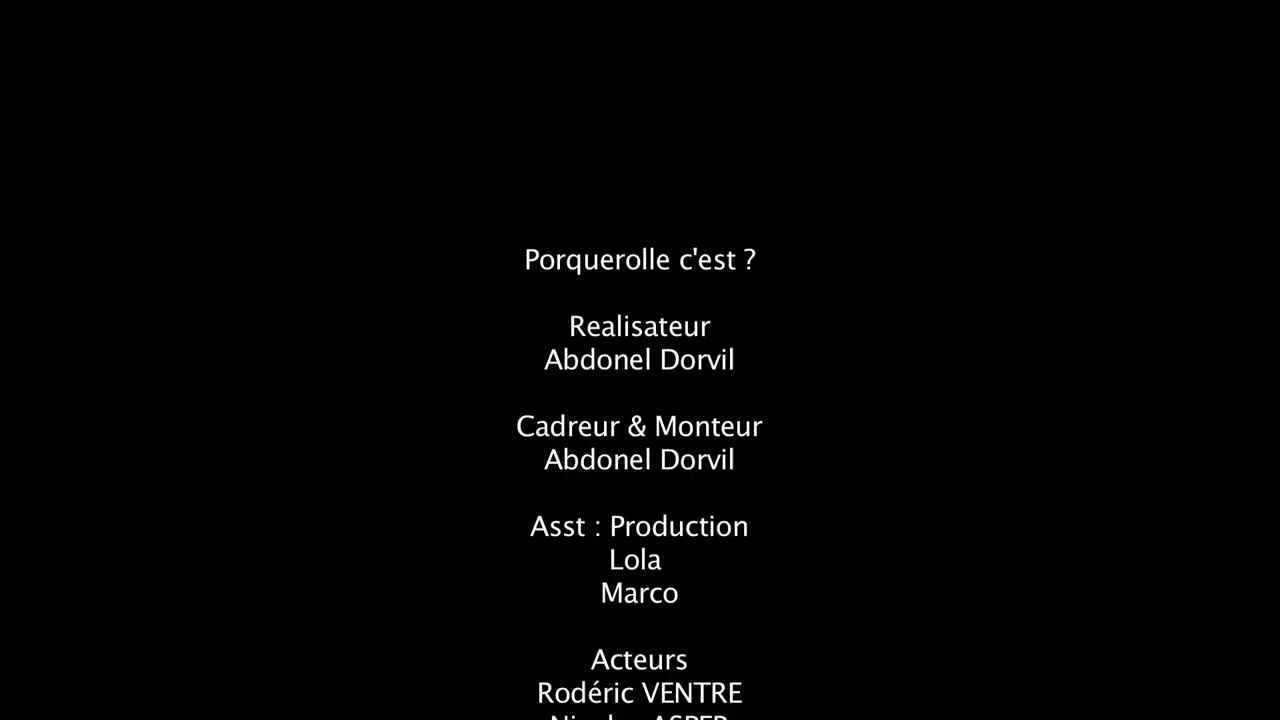 Porquerolle c'est ?
Realisateur
Abdonel Dorvil
Cadreur & Monteur
Abdonel Dorvil
Asst : Production
Lola
Marco
Acteurs
Rodéric VENTRE